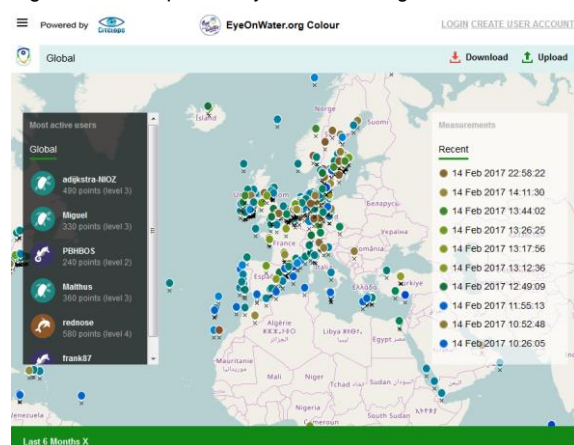 Powered by
EyeOnWater.org Colour
LOGIN CREATE USER ACCOUNT
Global
Download
Upload
Most active users
Global
adijkstra-NIOZ
490 points (level 3)
Miguel
330 points (level 3)
PBHBOS
240 points (level 2)
Malthus
360 points (level 3)
rednose
580 points (level 4)
frank87
Measurements
Recent
14 Feb 2017 22:58:22
14 Feb 2017 14:11:30
14 Feb 2017 13:44:02
14 Feb 2017 13:26:25
14 Feb 2017 13:17:56
14 Feb 2017 13:12:36
14 Feb 2017 12:49:09
14 Feb 2017 11:55:13
14 Feb 2017 10:52:48
14 Feb 2017 10:26:05
Ísland
Norge
Suomi
Беларусь
Україна
France
România
España
Ελλάδα
Türkiye
Algérie
الجزائر
Libya
Egypt
Mauritanie
Mali
Niger
Tchad
Sudan
Nigeria
South Sudan
Cameroun
Last 6 Months X